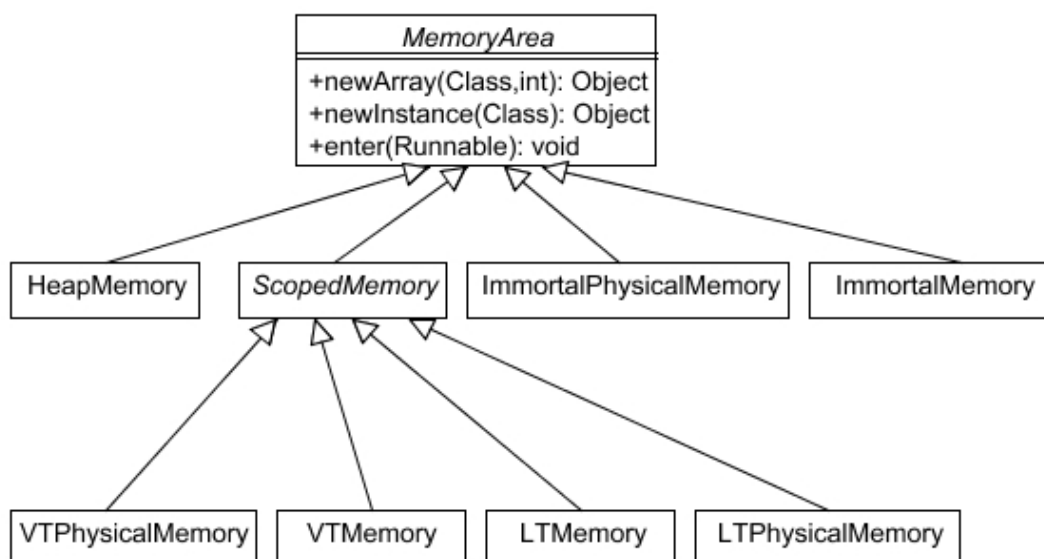 MemoryArea
+newArray(Class,int): Object
+newInstance(Class): Object
+enter(Runnable): void
HeapMemory
ScopedMemory
ImmortalPhysicalMemory
ImmortalMemory
VTPhysicalMemory
VTMemory
LTMemory
LTPhysicalMemory